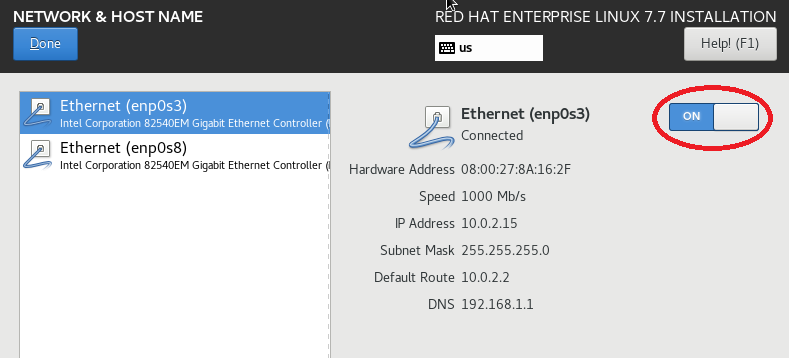 NETWORK & HOST NAME
RED HAT ENTERPRISE LINUX 7.7 INSTALLATION
Done
us
Help! (F1)
Ethernet (enp0s3)
Intel Corporation 82540EM Gigabit Ethernet Controller (
Ethernet (enp0s8)
Intel Corporation 82540EM Gigabit Ethernet Controller (
Ethernet (enp0s3)
Connected
ON
Hardware Address 08:00:27:8A:16:2F
Speed 1000 Mb/s
IP Address 10.0.2.15
Subnet Mask 255.255.255.0
Default Route 10.0.2.2
DNS 192.168.1.1